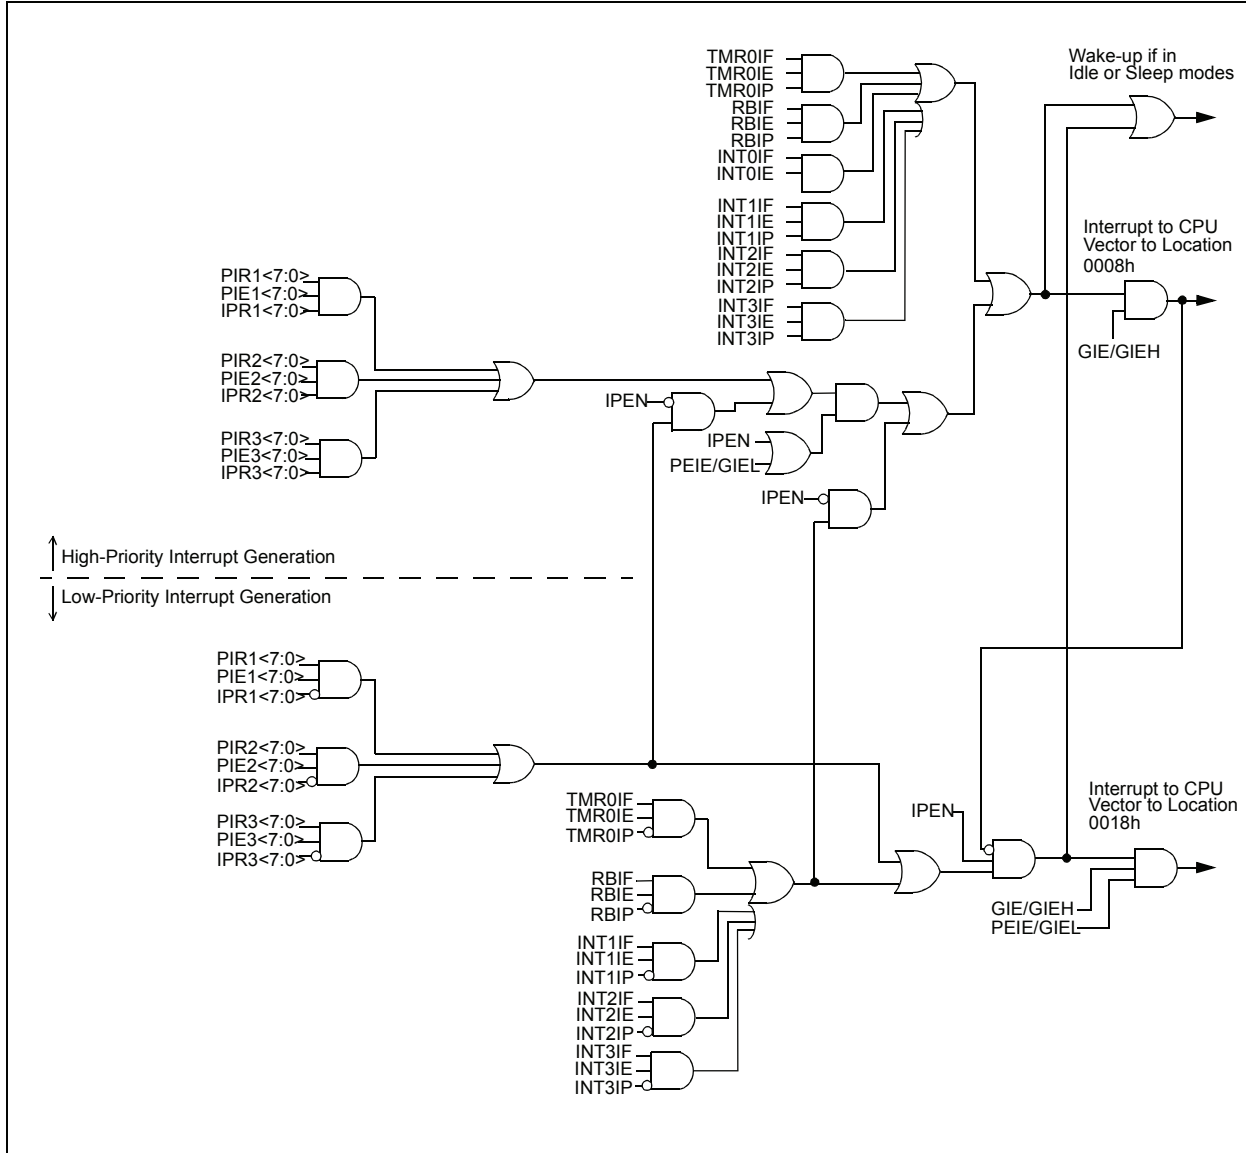 TMR0IF
TMR0IE
TMR0IP
RBIF
RBIE
RBIP
INT0IF
INT0IE
INT1IF
INT1IE
INT1IP
INT2IF
INT2IE
INT2IP
INT3IF
INT3IE
INT3IP
Wake-up if in
Idle or Sleep modes
Interrupt to CPU
Vector to Location
0008h
GIE/GIEH
PIR1<7:0>
PIE1<7:0>
IPR1<7:0>
PIR2<7:0>
PIE2<7:0>
IPR2<7:0>
PIR3<7:0>
PIE3<7:0>
IPR3<7:0>
IPEN
IPEN
PEIE/GIEL
IPEN
High-Priority Interrupt Generation
Low-Priority Interrupt Generation
PIR1<7:0>
PIE1<7:0>
IPR1<7:0>
PIR2<7:0>
PIE2<7:0>
IPR2<7:0>
PIR3<7:0>
PIE3<7:0>
IPR3<7:0>
TMR0IF
TMR0IE
TMR0IP
RBIF
RBIE
RBIP
INT1IF
INT1IE
INT1IP
INT2IF
INT2IE
INT2IP
INT3IF
INT3IE
INT3IP
IPEN
Interrupt to CPU
Vector to Location
0018h
GIE/GIEH
PEIE/GIEL